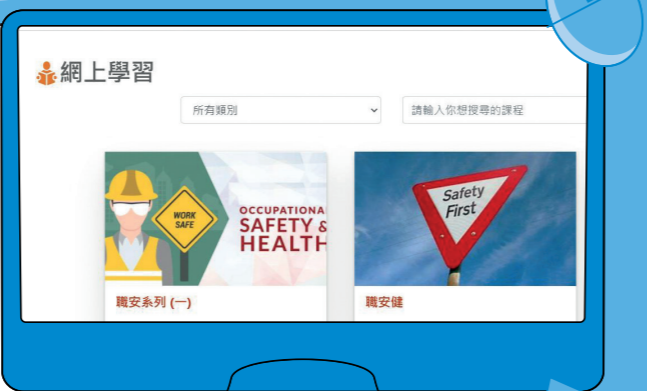 網上學習
所有類別
請輸入你想搜尋的課程
WORK
SAFE
OCCUPATIONA
SAFETY &
HEALTH
Safety
First
職安系列 (一)
職安健